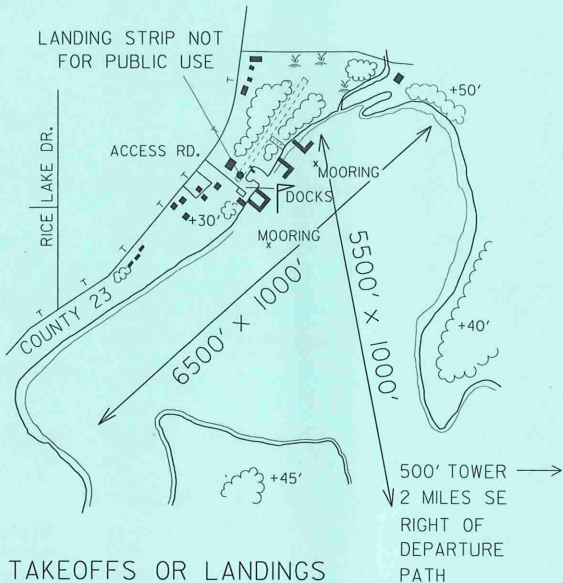 LANDING STRIP NOT
FOR PUBLIC USE
+50'
RICE LAKE DR.
ACCESS RD.
x MOORING
DOCKS
+30'
MOORING
x
5500' X 1000'
6500' X 1000'
COUNTY 23
+40'
+45'
500' TOWER
2 MILES SE
RIGHT OF
DEPARTURE
PATH
TAKEOFFS OR LANDINGS
T
T
T
T
T
T
T